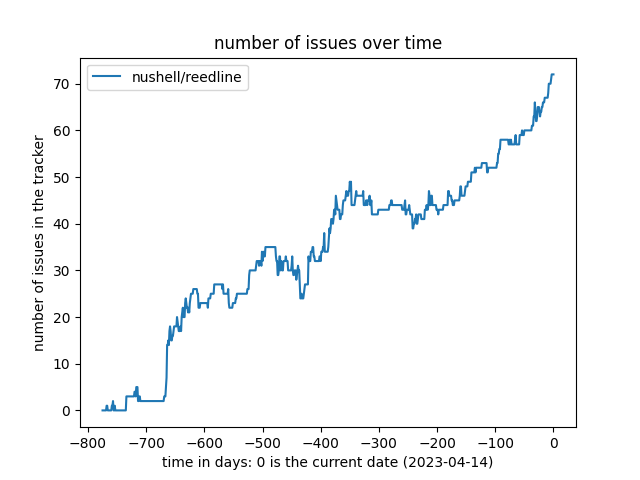 number of issues over time
nushell/reedline
number of issues in the tracker
70
60
50
40
30
20
10
0
−800 −700 −600 −500 −400 −300 −200 −100 0
time in days: 0 is the current date (2023-04-14)